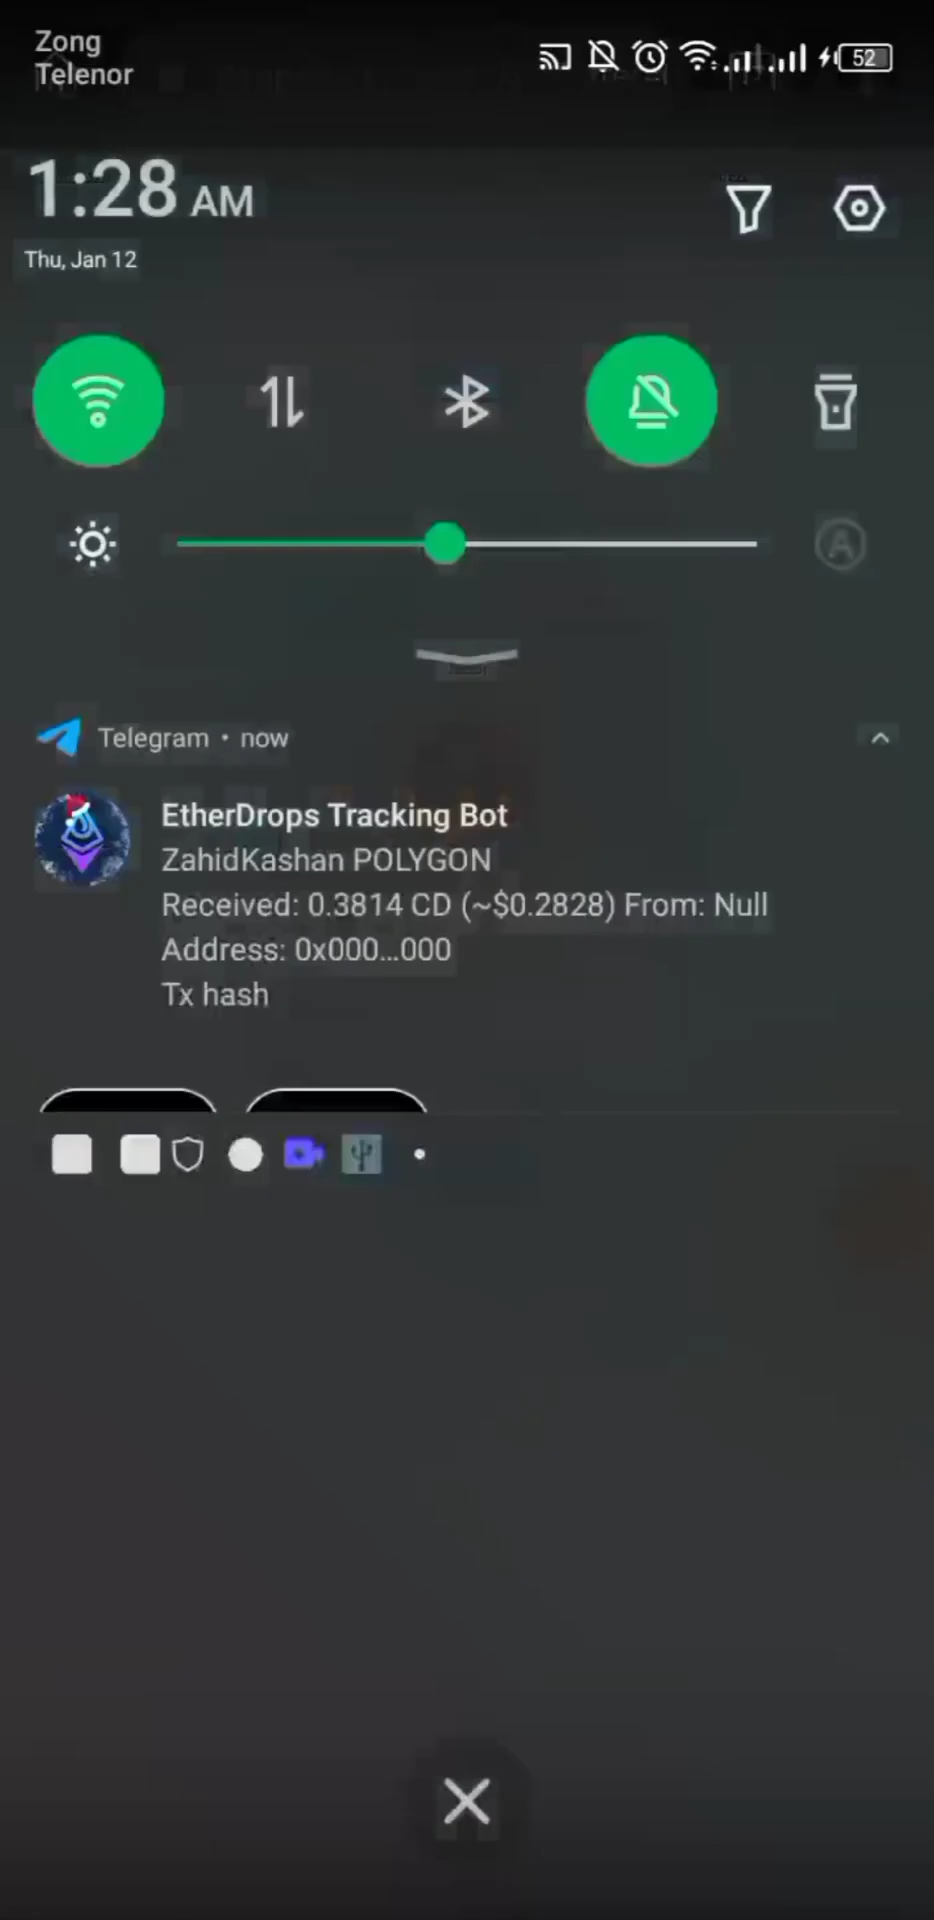 Zong
Telenor
52
1:28 AM
Thu, Jan 12
A
Telegram • now
EtherDrops Tracking Bot
ZahidKashan POLYGON
Received: 0.3814 CD (~$0.2828) From: Null
Address: 0x000...000
Tx hash